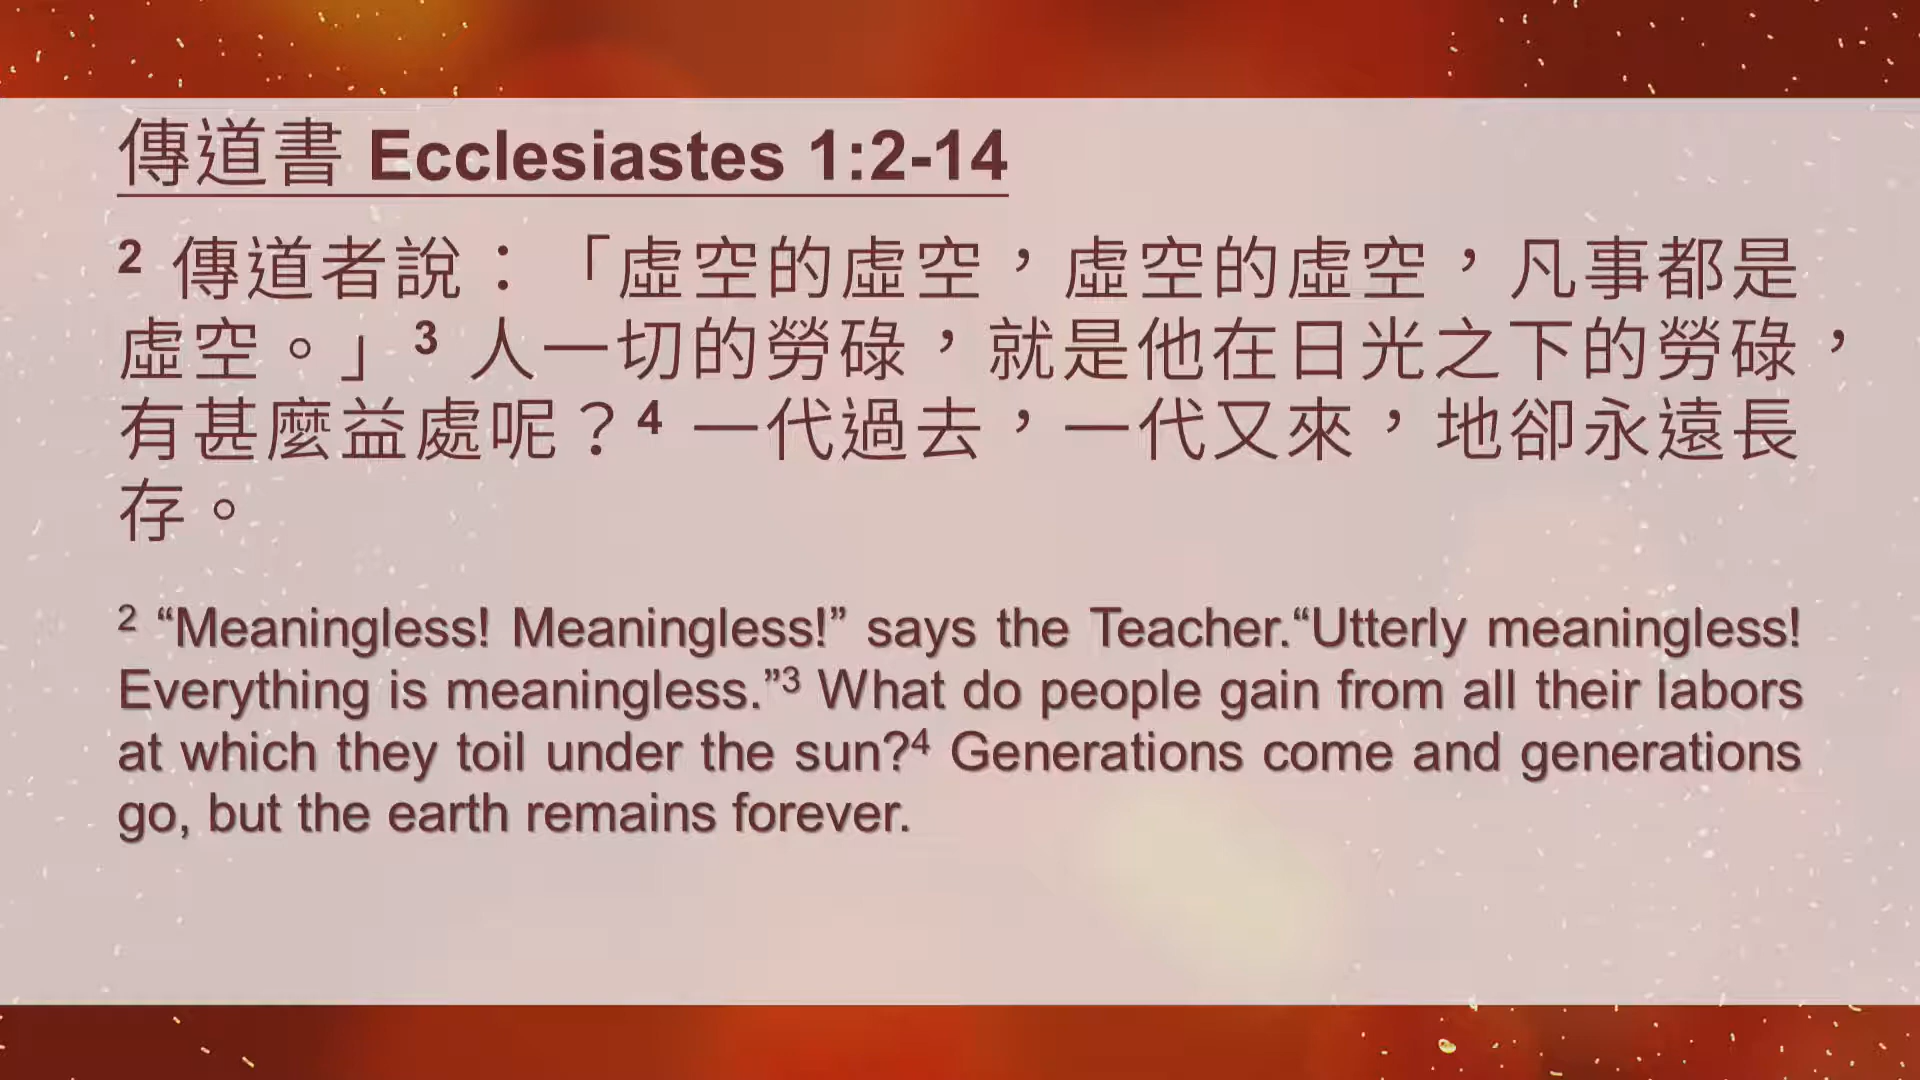 傳道書 Ecclesiastes 1:2-14
2 傳道者說：「虛空的虛空，虛空的虛空，凡事都是
虛空。」3 人一切的勞碌，就是他在日光之下的勞碌，
有甚麼益處呢？4 一代過去，一代又來，地卻永遠長
存。
2 “Meaningless! Meaningless!” says the Teacher.“Utterly meaningless!
Everything is meaningless.”3 What do people gain from all their labors
at which they toil under the sun?4 Generations come and generations
go, but the earth remains forever.